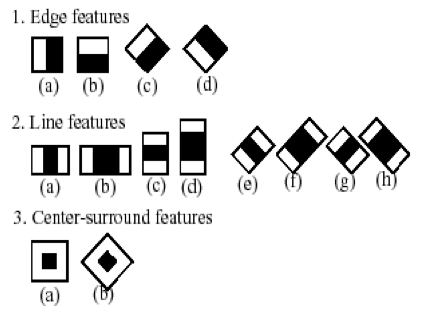 1. Edge features
(a) (b) (c) (d)
2. Line features
(a) (b) (c) (d) (e) (f) (g) (h)
3. Center-surround features
(a) (b)